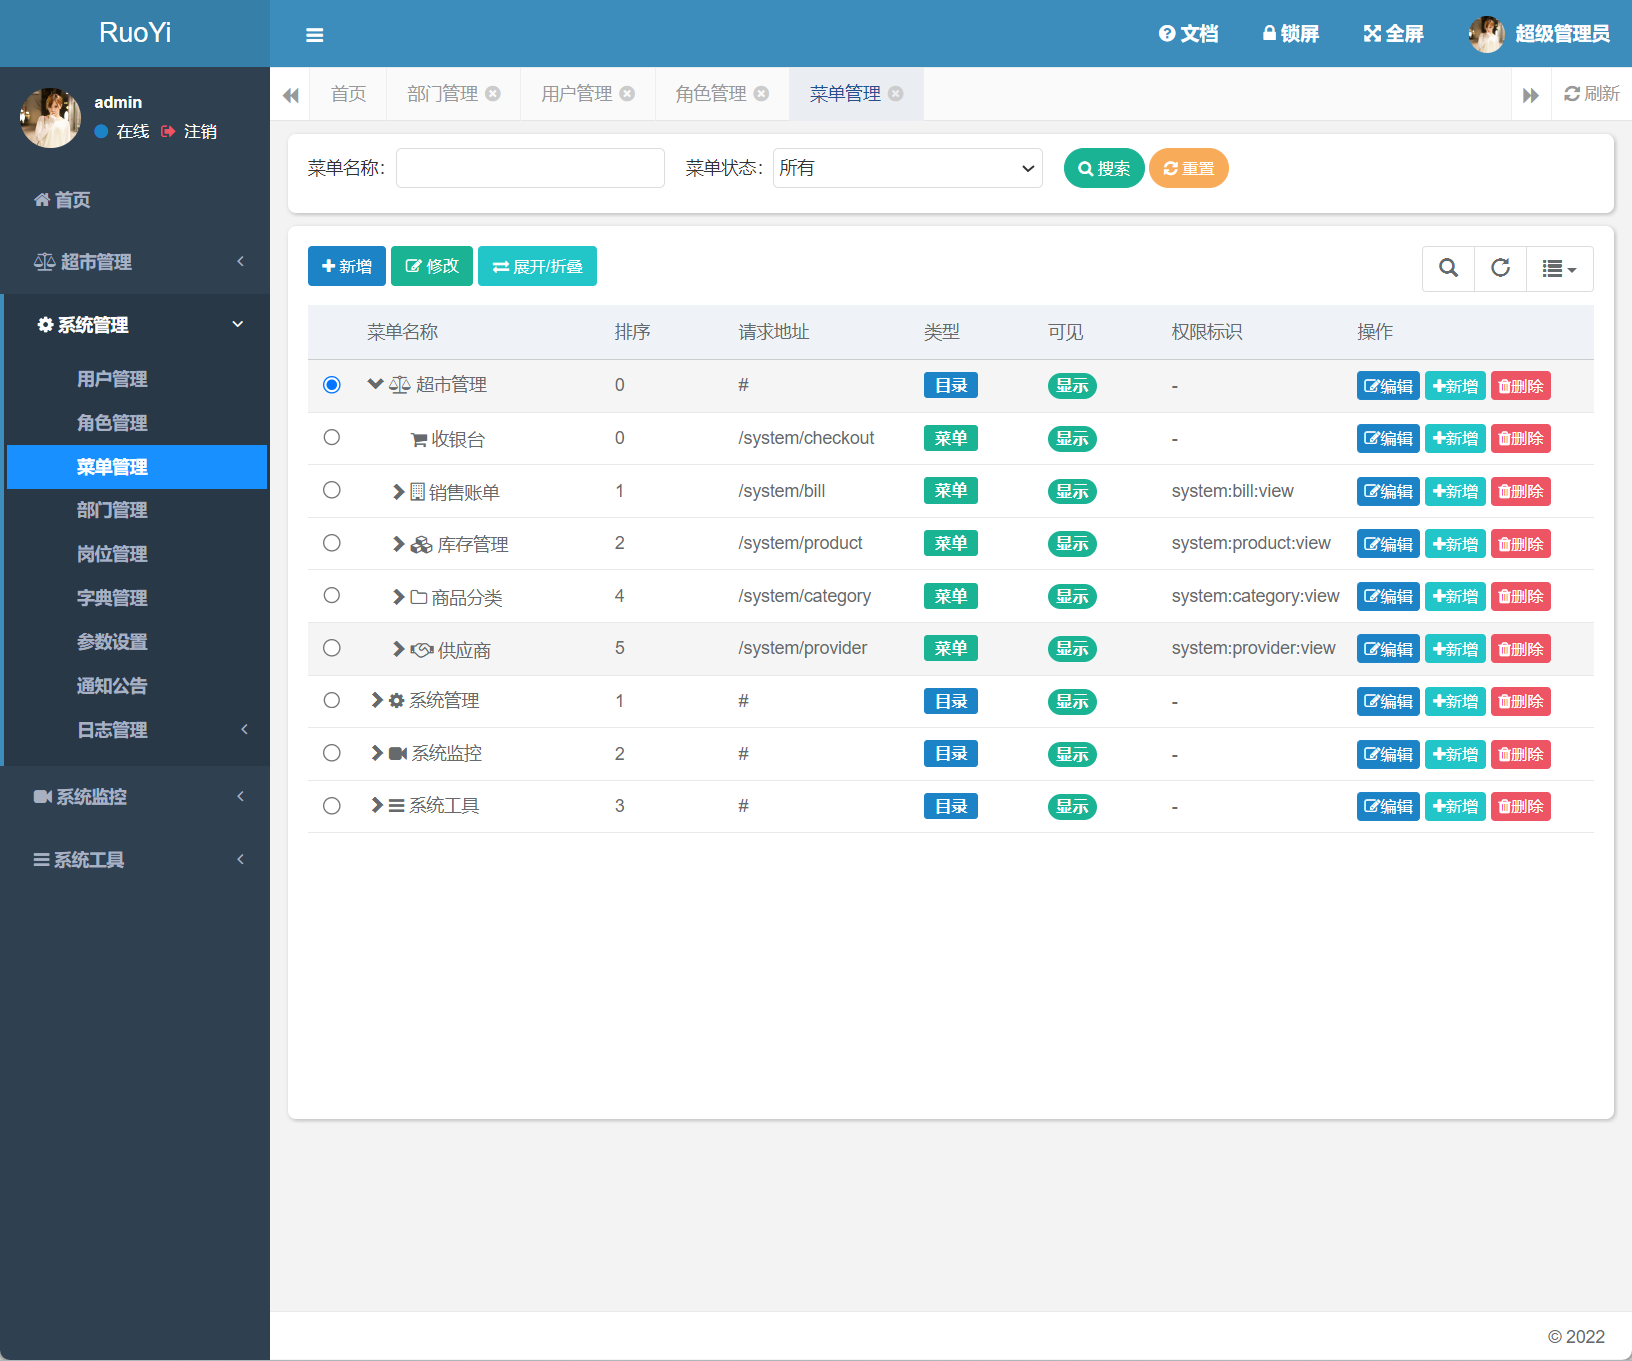 RuoYi
文档 锁屏 全屏 超级管理员
admin
在线 注销
首页
超市管理
系统管理
用户管理
角色管理
菜单管理
部门管理
岗位管理
字典管理
参数设置
通知公告
日志管理
系统监控
系统工具
首页 部门管理 用户管理 角色管理 菜单管理 刷新
菜单名称： 菜单状态： 所有 搜索 重置
新增 修改 展开/折叠
菜单名称 排序 请求地址 类型 可见 权限标识 操作
超市管理 0 # 目录 显示 - 编辑 新增 删除
收银台 0 /system/checkout 菜单 显示 - 编辑 新增 删除
销售账单 1 /system/bill 菜单 显示 system:bill:view 编辑 新增 删除
库存管理 2 /system/product 菜单 显示 system:product:view 编辑 新增 删除
商品分类 4 /system/category 菜单 显示 system:category:view 编辑 新增 删除
供应商 5 /system/provider 菜单 显示 system:provider:view 编辑 新增 删除
系统管理 1 # 目录 显示 - 编辑 新增 删除
系统监控 2 # 目录 显示 - 编辑 新增 删除
系统工具 3 # 目录 显示 - 编辑 新增 删除
© 2022